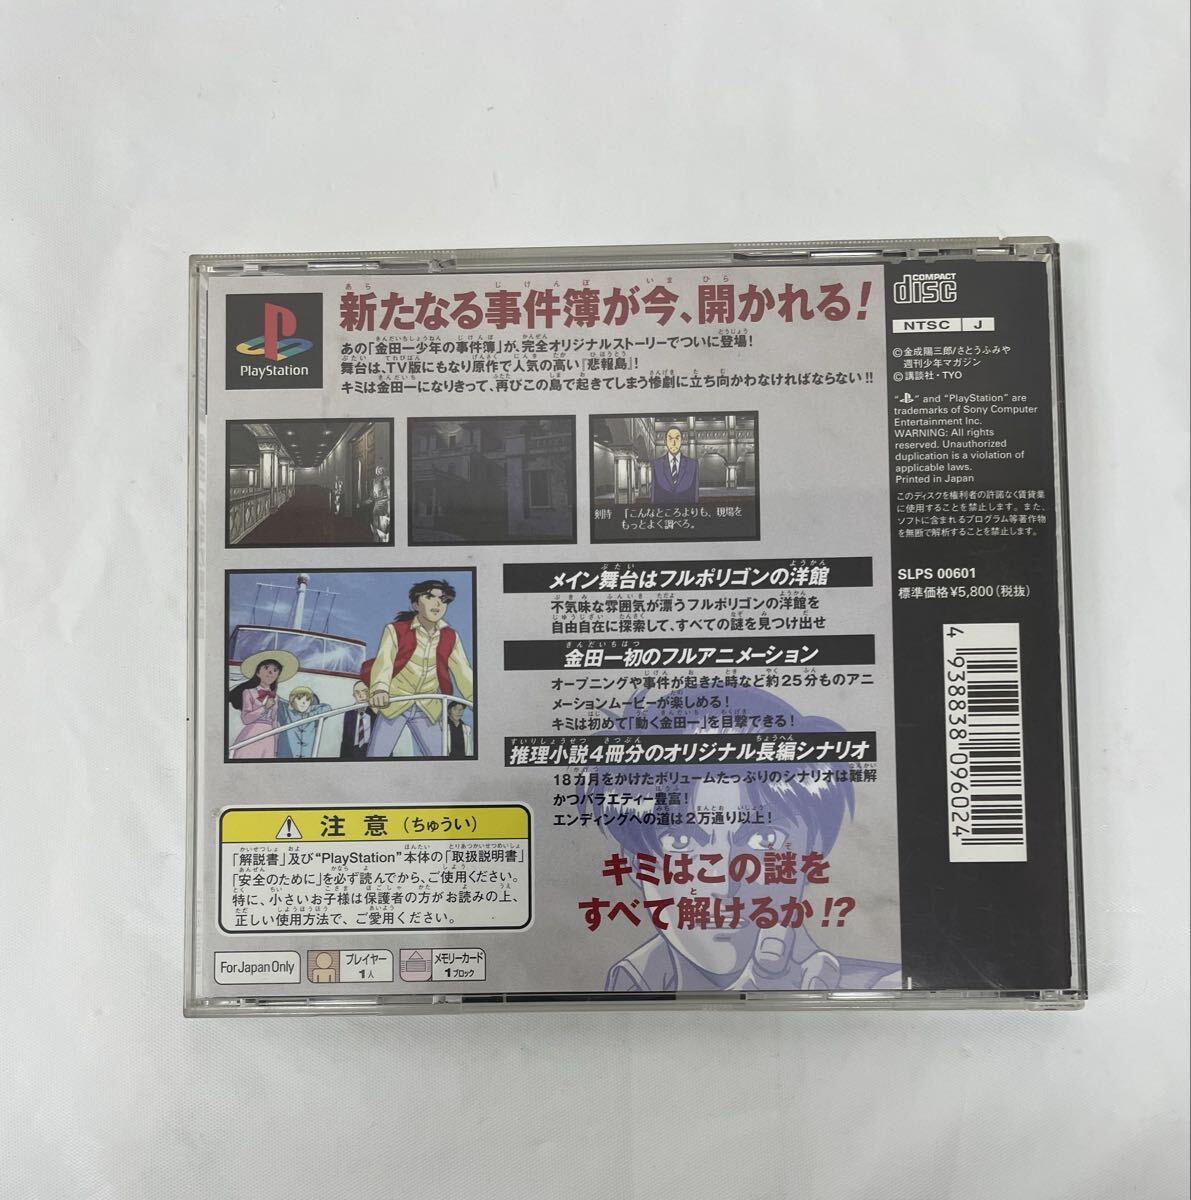 新たなる事件簿が今、開かれる!
あの「金田一少年の事件簿」が、完全オリジナルストーリーでついに登場!
舞台は、TV版にもなり原作で人気の高い『悲報島』!
キミは金田一になりきって、再びこの島で起きてしまう惨劇に立ち向かわなければならない!!
PlayStation
剣持 「こんなところよりも、現場を
もっとよく調べろ。
メイン舞台はフルポリゴンの洋館
不気味な雰囲気が漂うフルポリゴンの洋館を
自由自在に探索して、すべての謎を見つけ出せ
金田一初のフルアニメーション
オープニングや事件が起きた時など約25分ものアニ
メーションムービーが楽しめる!
キミは初めて「動く金田一」を目撃できる!
推理小説4冊分のオリジナル長編シナリオ
18カ月をかけたボリュームたっぷりのシナリオは難解
かつバラエティー豊富!
エンディングへの道は2万通り以上!
キミはこの謎を
すべて解けるか!?
注意(ちゅうい)
「解説書」及び“PlayStation”本体の「取扱説明書」
「安全のために」を必ず読んでから、ご使用ください。
特に、小さいお子様は保護者の方がお読みの上、
正しい使用方法で、ご愛用ください。
For Japan Only
プレイヤー
1人
メモリーカード
1ブロック
COMPACT
disc
NTSC J
©金成陽三郎/さとうふみや
週刊少年マガジン
©講談社・TYO
“PS” and “PlayStation” are
trademarks of Sony Computer
Entertainment Inc.
WARNING: All rights
reserved. Unauthorized
duplication is a violation of
applicable laws.
Printed in Japan
このディスクを権利者の許諾なく賃貸業
に使用することを禁止します。また、
ソフトに含まれるプログラム等著作物
を無断で解析することを禁止します。
SLPS 00601
標準価格¥5,800(税抜)
4 938838 096024